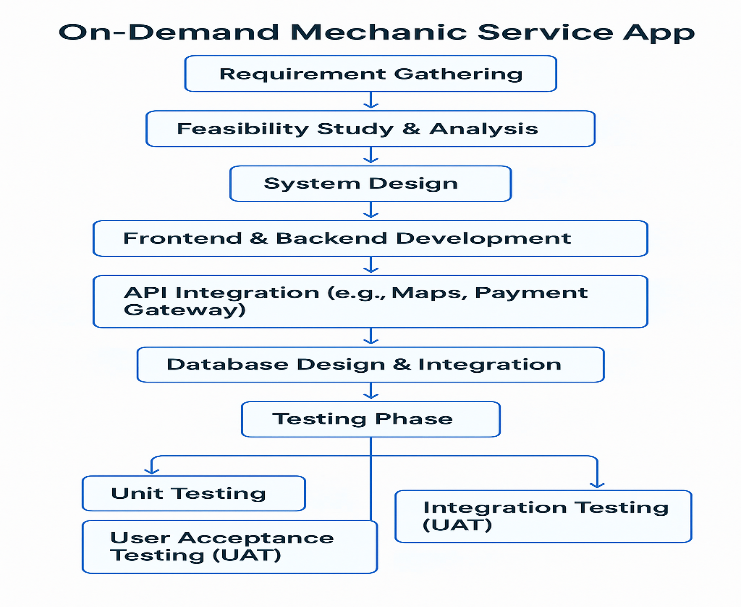 On-Demand Mechanic Service App
Requirement Gathering
Feasibility Study & Analysis
System Design
Frontend & Backend Development
API Integration (e.g., Maps, Payment
Gateway)
Database Design & Integration
Testing Phase
Unit Testing
Integration Testing
(UAT)
User Acceptance
Testing (UAT)